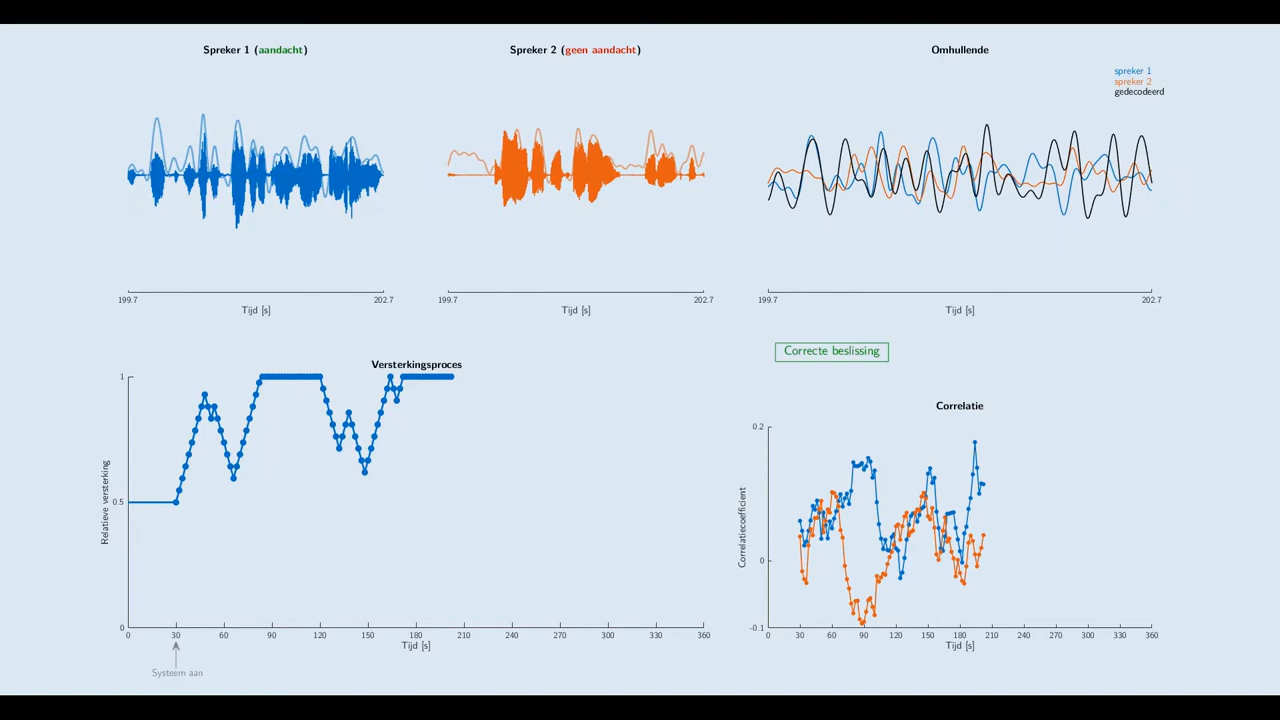 Spreker 1 (aandacht)
Spreker 2 (geen aandacht)
Omhullende
spreker 1
spreker 2
gedecodeerd
199.7
202.7
Tijd [s]
199.7
202.7
Tijd [s]
199.7
202.7
Tijd [s]
Versterkingsproces
1
0.5
0
Relatieve versterking
0 30 60 90 120 150 180 210 240 270 300 330 360
Tijd [s]
Systeem aan
Correcte beslissing
Correlatie
0.2
0
-0.1
Correlatiecoefficient
0 30 60 90 120 150 180 210 240 270 300 330 360
Tijd [s]